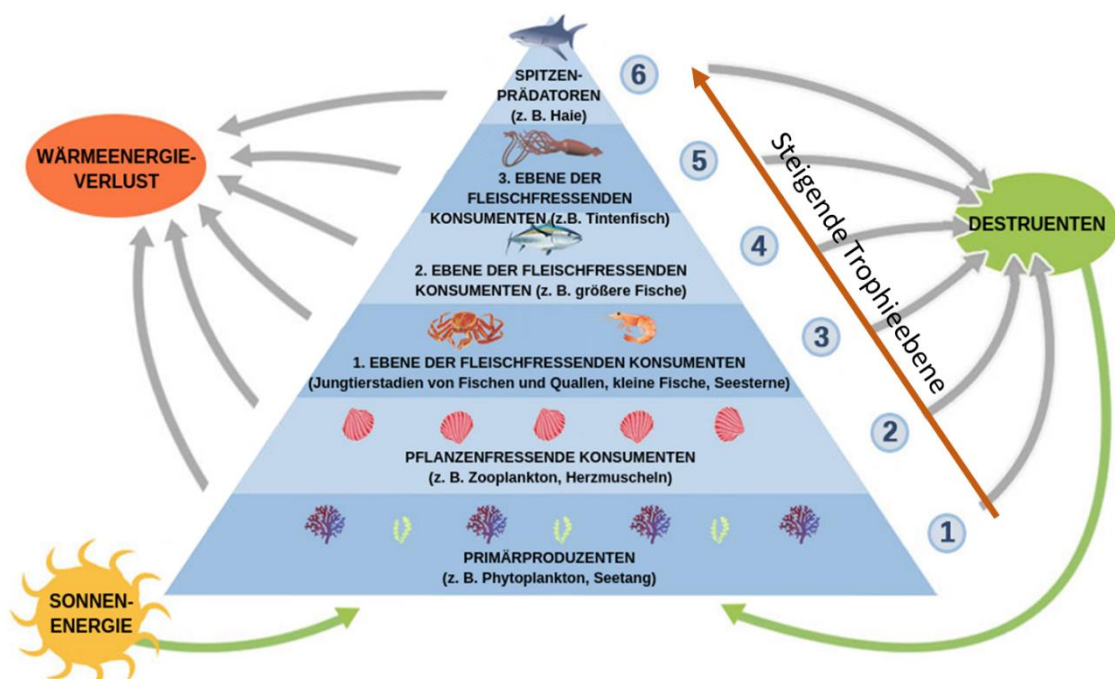 SPITZEN-
PRÄDATOREN
(z. B. Haie)
6
WÄRMEENERGIE-
VERLUST
3. EBENE DER
FLEISCHFRESSENDEN
KONSUMENTEN (z.B. Tintenfisch)
5
Steigende Trophieebene
DESTRUENTEN
2. EBENE DER FLEISCHFRESSENDEN
KONSUMENTEN (z. B. größere Fische)
4
1. EBENE DER FLEISCHFRESSENDEN KONSUMENTEN
(Jungtierstadien von Fischen und Quallen, kleine Fische, Seesterne)
3
PFLANZENFRESSENDE KONSUMENTEN
(z. B. Zooplankton, Herzmuscheln)
2
PRIMÄRPRODUZENTEN
(z. B. Phytoplankton, Seetang)
1
SONNEN-
ENERGIE